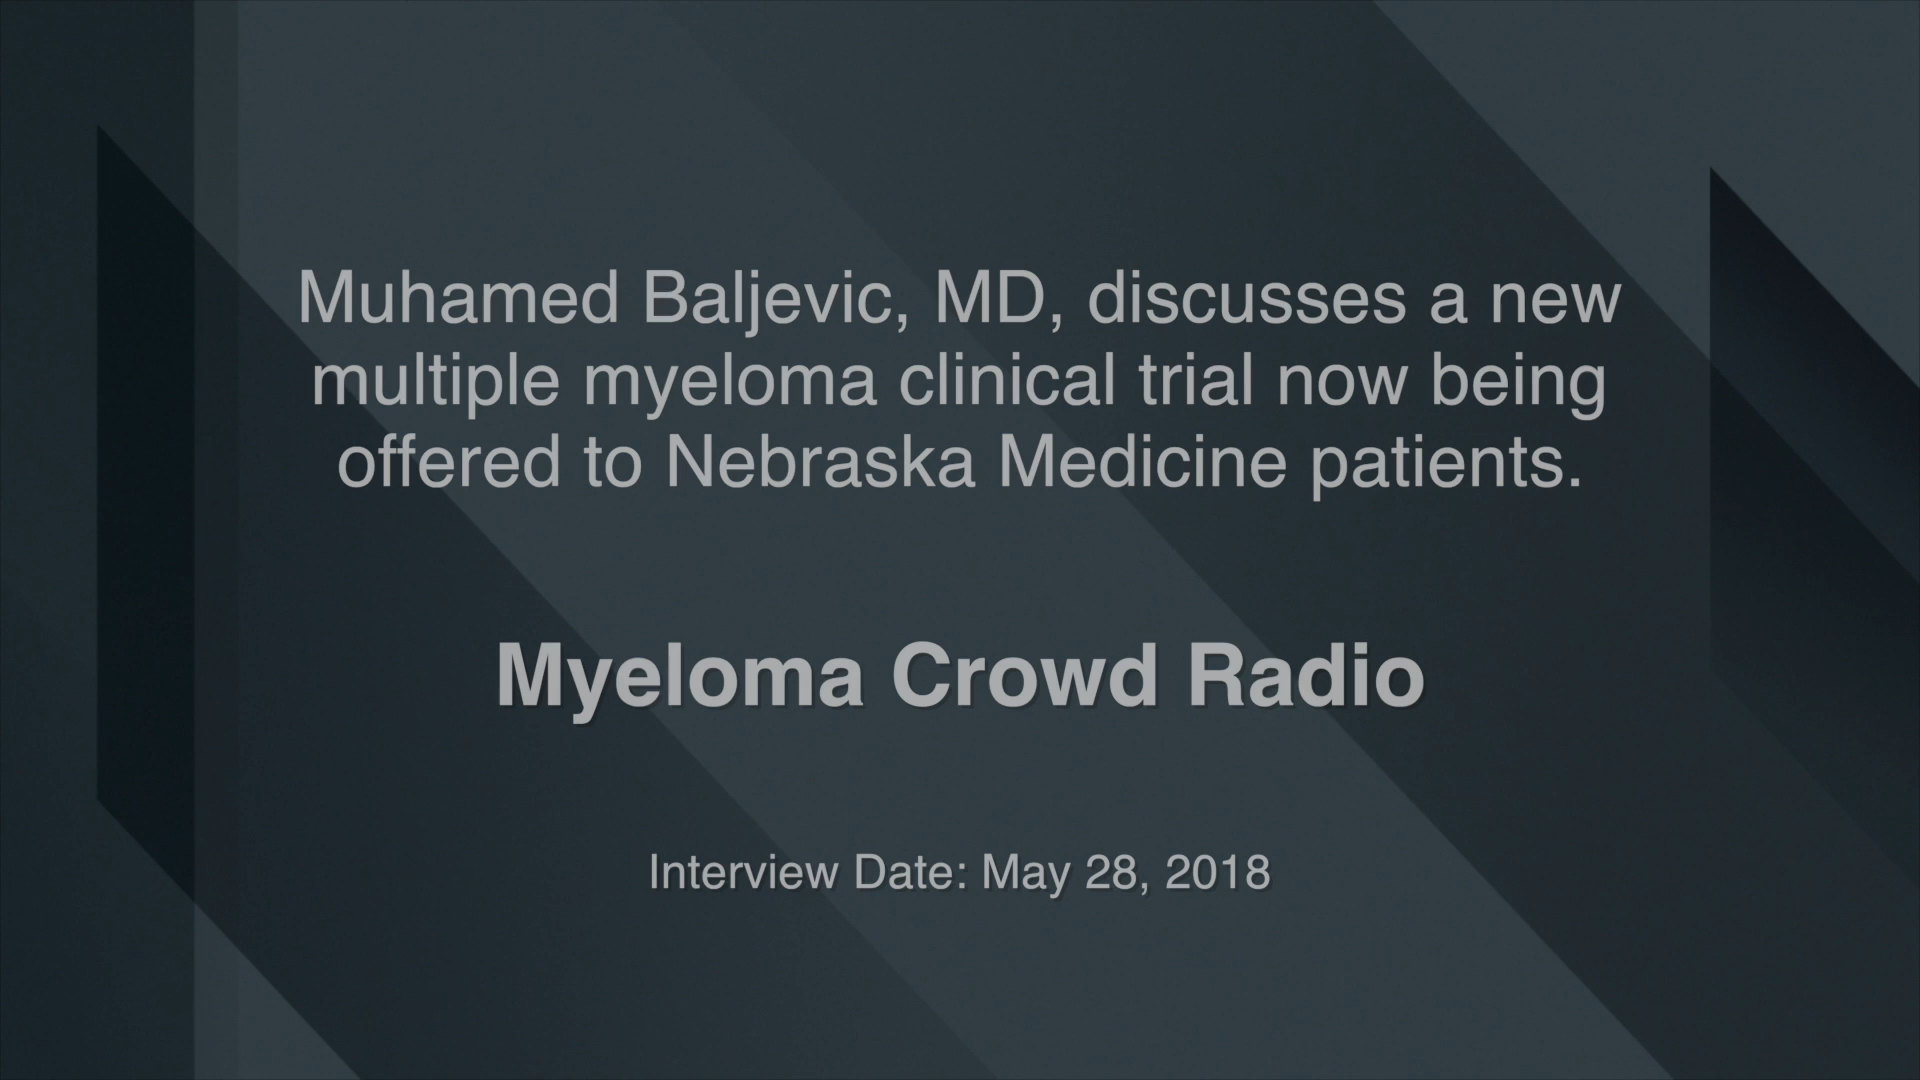 Muhamed Baljevic, MD, discusses a new
multiple myeloma clinical trial now being
offered to Nebraska Medicine patients.
Myeloma Crowd Radio
Interview Date: May 28, 2018